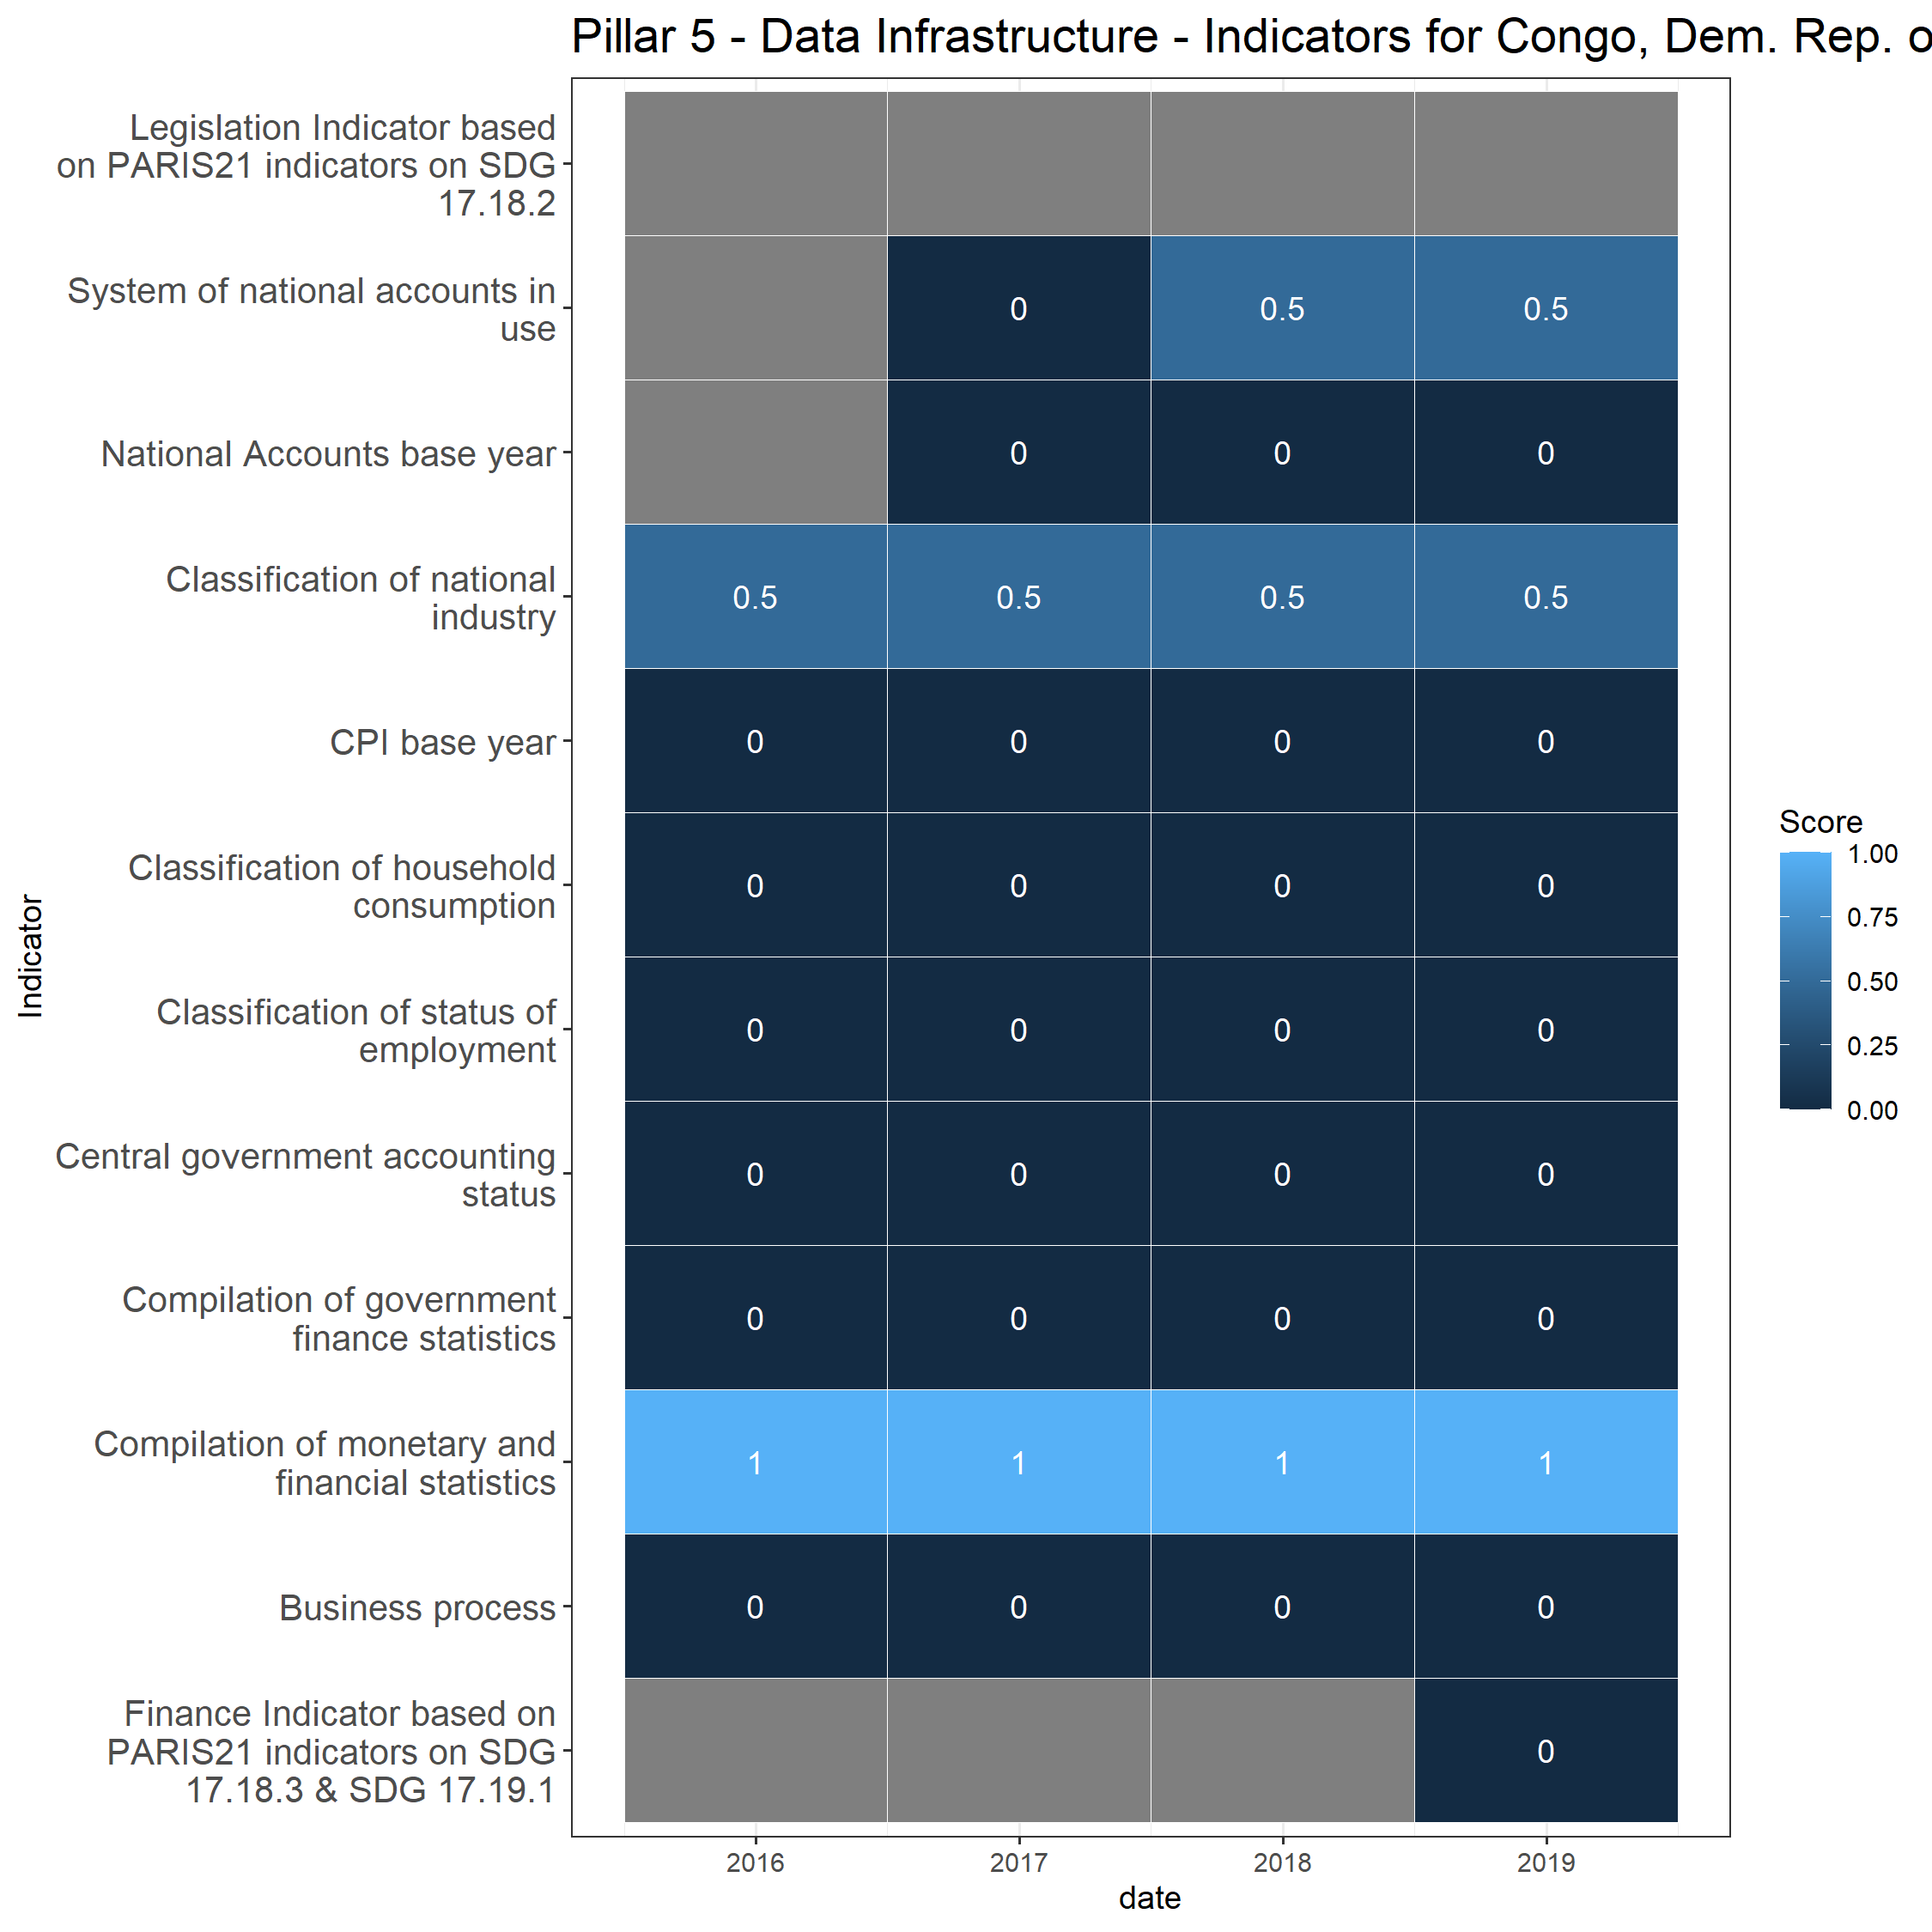 Pillar 5 - Data Infrastructure - Indicators for Congo, Dem. Rep. o
Legislation Indicator based
on PARIS21 indicators on SDG
17.18.2
System of national accounts in
use
0 0.5 0.5
National Accounts base year
0 0 0
Classification of national
industry
0.5 0.5 0.5 0.5
CPI base year
0 0 0 0
Classification of household
consumption
0 0 0 0
Classification of status of
employment
0 0 0 0
Central government accounting
status
0 0 0 0
Compilation of government
finance statistics
0 0 0 0
Compilation of monetary and
financial statistics
1 1 1 1
Business process
0 0 0 0
Finance Indicator based on
PARIS21 indicators on SDG
17.18.3 & SDG 17.19.1
0
Indicator
2016 2017 2018 2019
date
Score
1.00
0.75
0.50
0.25
0.00